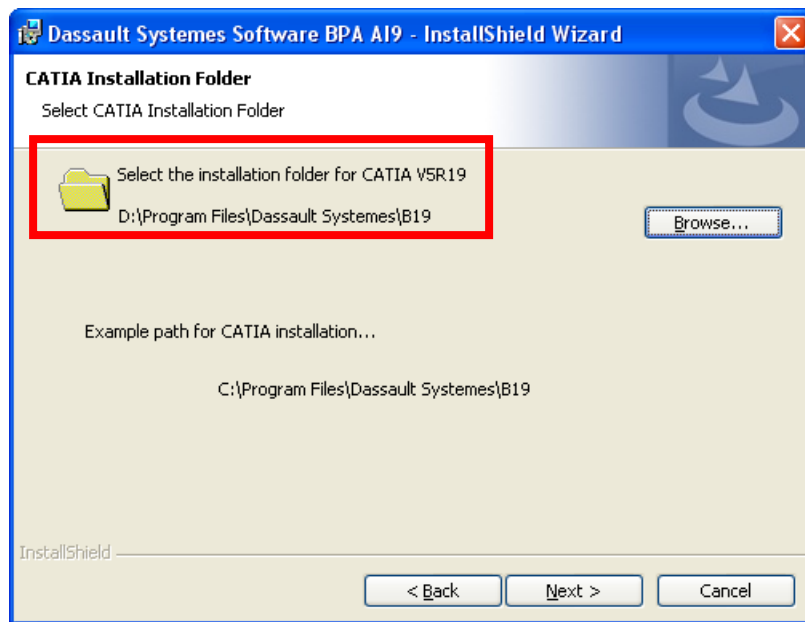 Dassault Systemes Software BPA AI9 - InstallShield Wizard
CATIA Installation Folder
Select CATIA Installation Folder
Select the installation folder for CATIA V5R19
D:\Program Files\Dassault Systemes\B19
Browse...
Example path for CATIA installation...
C:\Program Files\Dassault Systemes\B19
InstallShield
< Back
Next >
Cancel